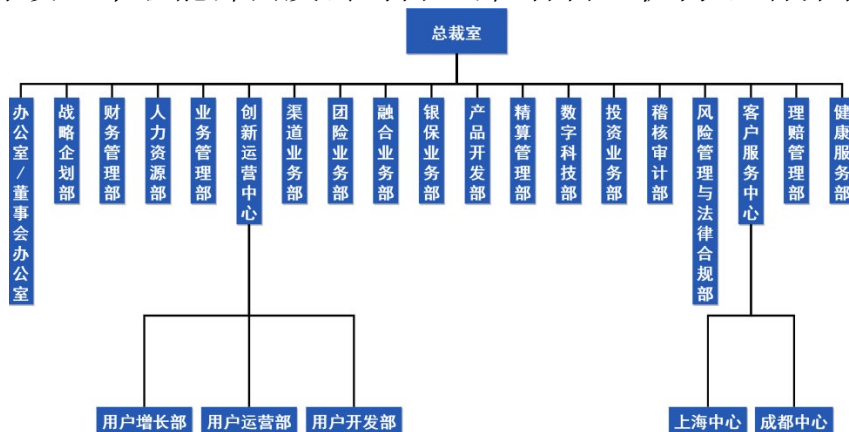 总裁室
办公室/董事会办公室
战略企划部
财务管理部
人力资源部
业务管理部
创新运营中心
渠道业务部
团险业务部
融合业务部
银保业务部
产品开发部
精算管理部
数字科技部
投资业务部
稽核审计部
风险管理与法律合规部
客户服务中心
理赔管理部
健康服务部
用户增长部
用户运营部
用户开发部
上海中心
成都中心